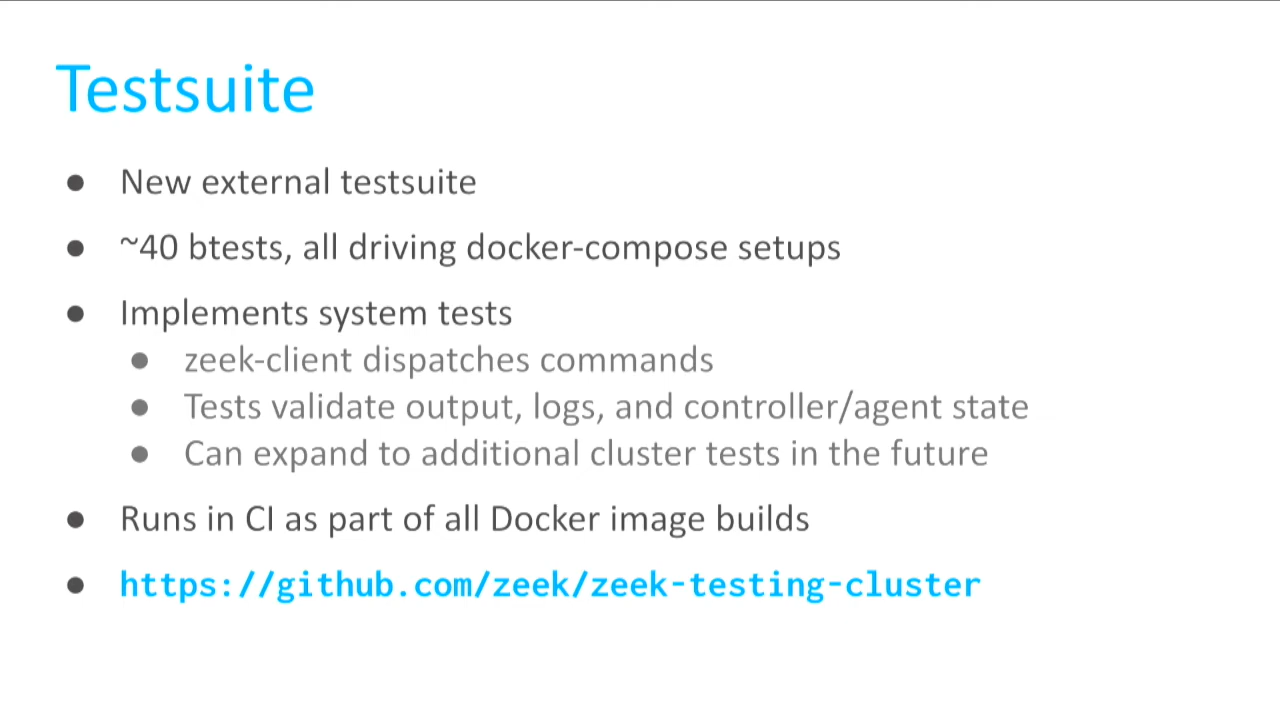 Testsuite
● New external testsuite
● ~40 btests, all driving docker-compose setups
● Implements system tests
● zeek-client dispatches commands
● Tests validate output, logs, and controller/agent state
● Can expand to additional cluster tests in the future
● Runs in CI as part of all Docker image builds
● https://github.com/zeek/zeek-testing-cluster